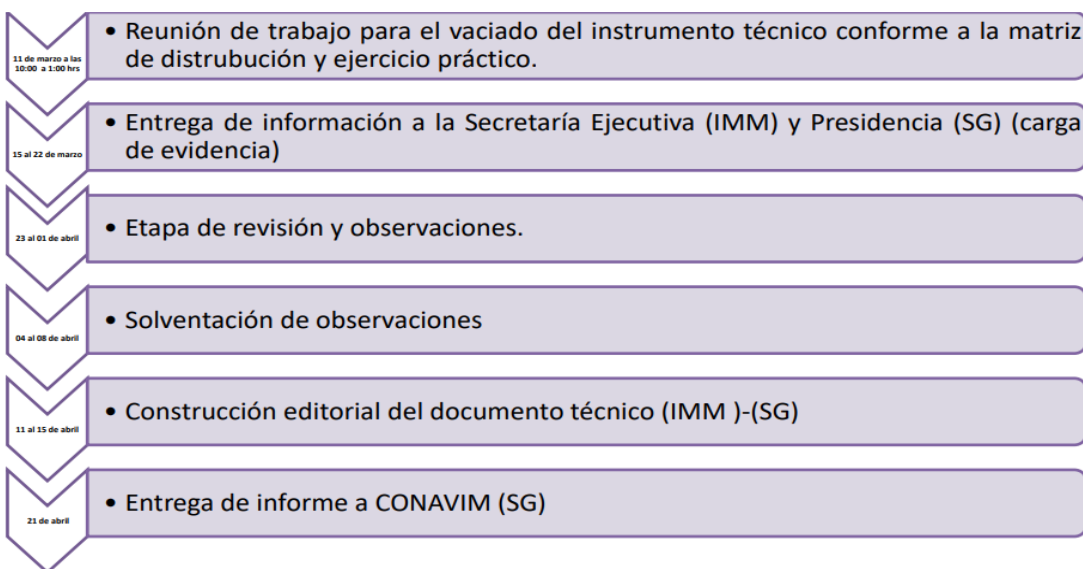 11 de marzo a las
10:00 a 1:00 hrs
• Reunión de trabajo para el vaciado del instrumento técnico conforme a la matriz
de distrubución y ejercicio práctico.
15 al 22 de marzo
• Entrega de información a la Secretaría Ejecutiva (IMM) y Presidencia (SG) (carga
de evidencia)
23 al 01 de abril
• Etapa de revisión y observaciones.
04 al 08 de abril
• Solventación de observaciones
11 al 15 de abril
• Construcción editorial del documento técnico (IMM )-(SG)
21 de abril
• Entrega de informe a CONAVIM (SG)